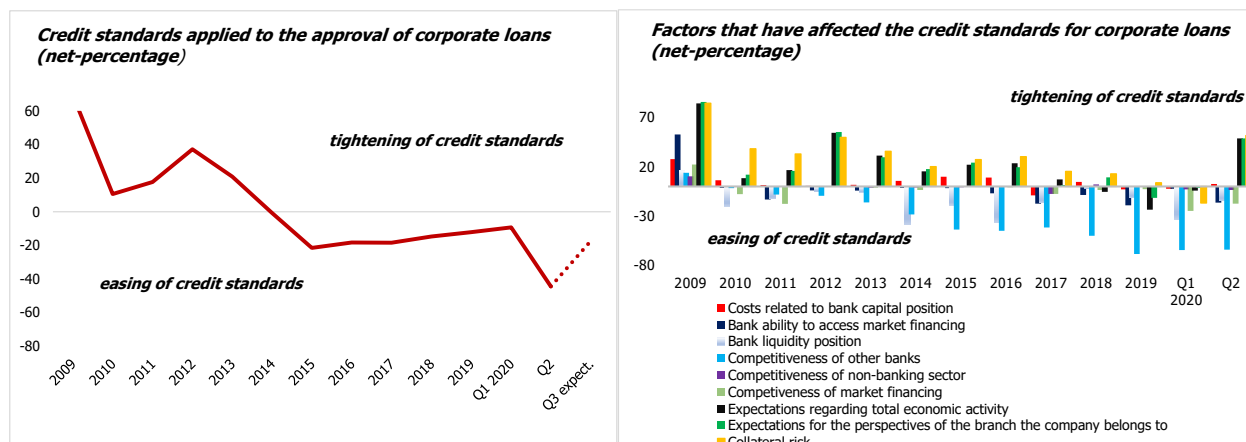 Credit standards applied to the approval of corporate loans
(net-percentage)
60
40
20
0
-20
-40
-60
-80
tightening of credit standards
easing of credit standards
2009
2010
2011
2012
2013
2014
2015
2016
2017
2018
2019
Q1 2020
Q2
Q3 expect.
Factors that have affected the credit standards for corporate loans
(net-percentage)
tightening of credit standards
70
20
-30
-80
easing of credit standards
2009 2010 2011 2012 2013 2014 2015 2016 2017 2018 2019 Q1 Q2
2020
Costs related to bank capital position
Bank ability to access market financing
Bank liquidity position
Competitiveness of other banks
Competitiveness of non-banking sector
Competitiveness of market financing
Expectations regarding total economic activity
Expectations for the perspectives of the branch the company belongs to
Collateral risk